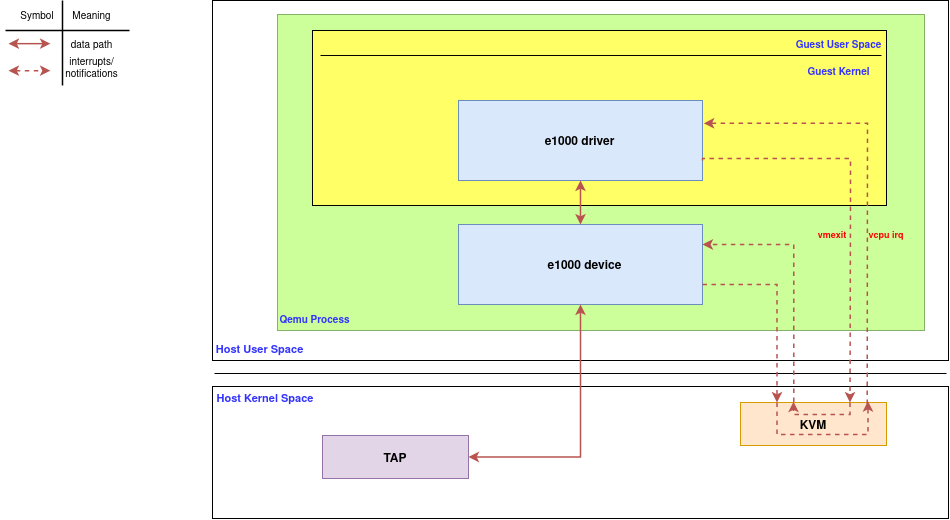 Symbol Meaning
data path
interrupts/
notifications
Guest User Space
Guest Kernel
e1000 driver
vmexit vcpu irq
e1000 device
Qemu Process
Host User Space
Host Kernel Space
KVM
TAP